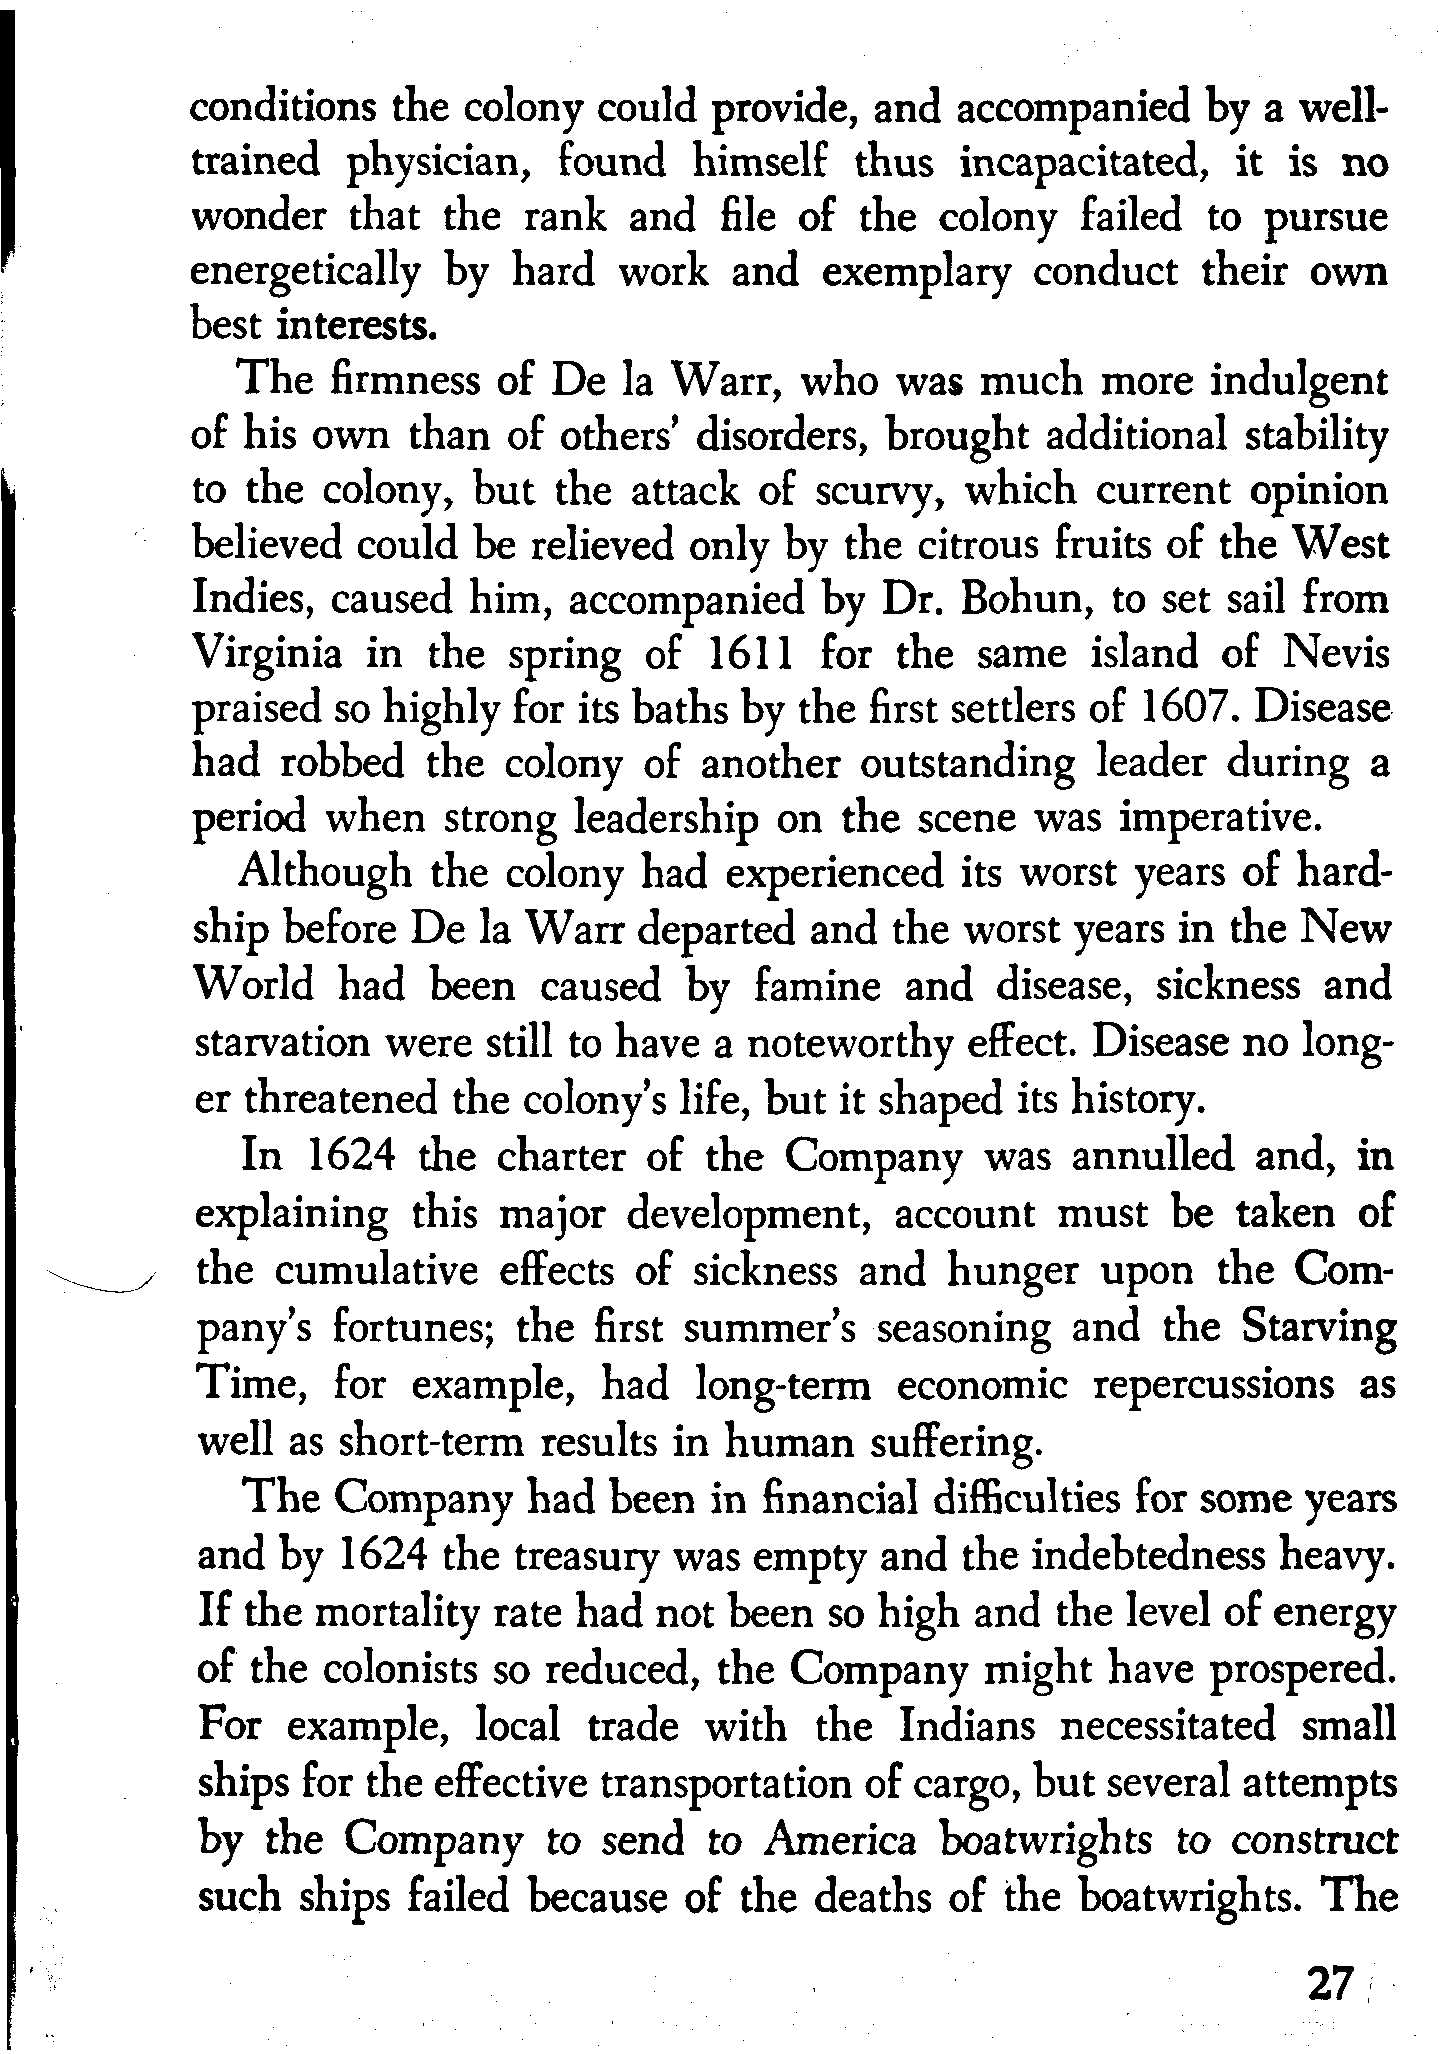 conditions the colony could provide, and accompanied by a well-
trained physician, found himself thus incapacitated, it is no
wonder that the rank and file of the colony failed to pursue
energetically by hard work and exemplary conduct their own
best interests.
The firmness of De la Warr, who was much more indulgent
of his own than of others' disorders, brought additional stability
to the colony, but the attack of scurvy, which current opinion
believed could be relieved only by the citrous fruits of the West
Indies, caused him, accompanied by Dr. Bohun, to set sail from
Virginia in the spring of 1611 for the same island of Nevis
praised so highly for its baths by the first settlers of 1607. Disease
had robbed the colony of another outstanding leader during a
period when strong leadership on the scene was imperative.
Although the colony had experienced its worst years of hard-
ship before De la Warr departed and the worst years in the New
World had been caused by famine and disease, sickness and
starvation were still to have a noteworthy effect. Disease no long-
er threatened the colony's life, but it shaped its history.
In 1624 the charter of the Company was annulled and, in
explaining this major development, account must be taken of
the cumulative effects of sickness and hunger upon the Com-
pany's fortunes; the first summer's seasoning and the Starving
Time, for example, had long-term economic repercussions as
well as short-term results in human suffering.
The Company had been in financial difficulties for some years
and by 1624 the treasury was empty and the indebtedness heavy.
If the mortality rate had not been so high and the level of energy
of the colonists so reduced, the Company might have prospered.
For example, local trade with the Indians necessitated small
ships for the effective transportation of cargo, but several attempts
by the Company to send to America boatwrights to construct
such ships failed because of the deaths of the boatwrights. The
27